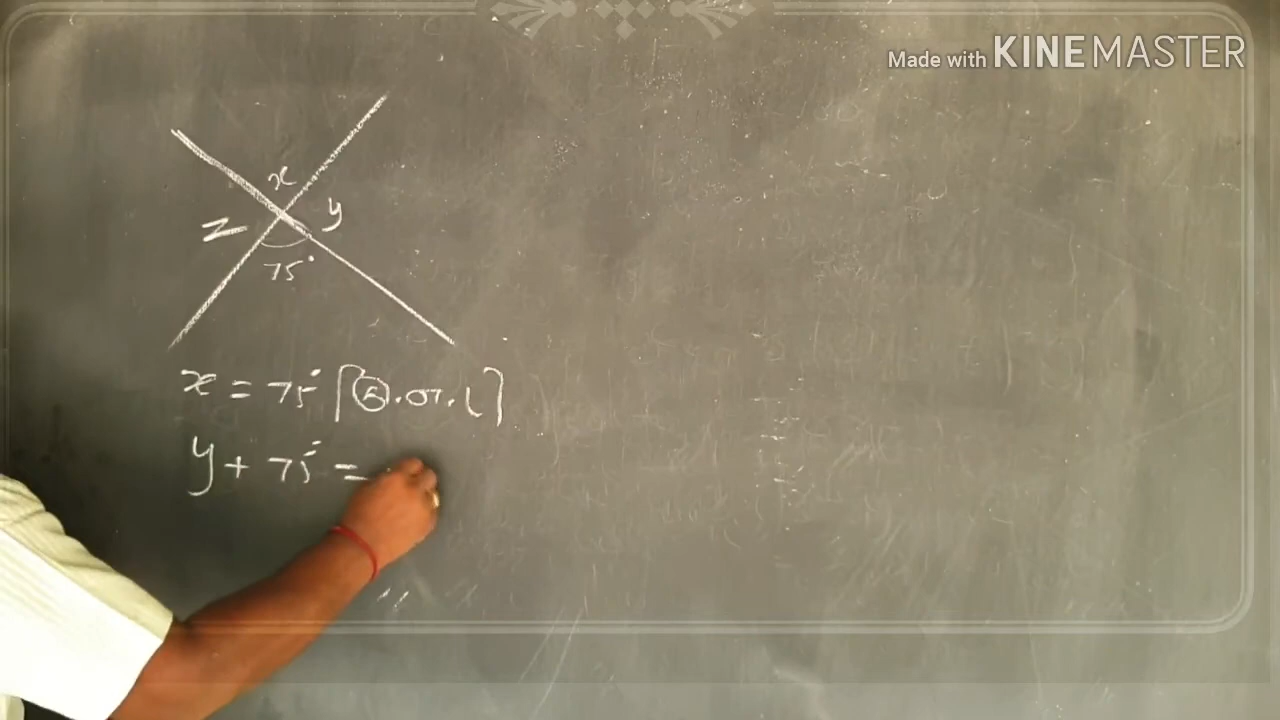 Made with KINEMASTER
x
y
z
75°
x = 75°
y + 75° =